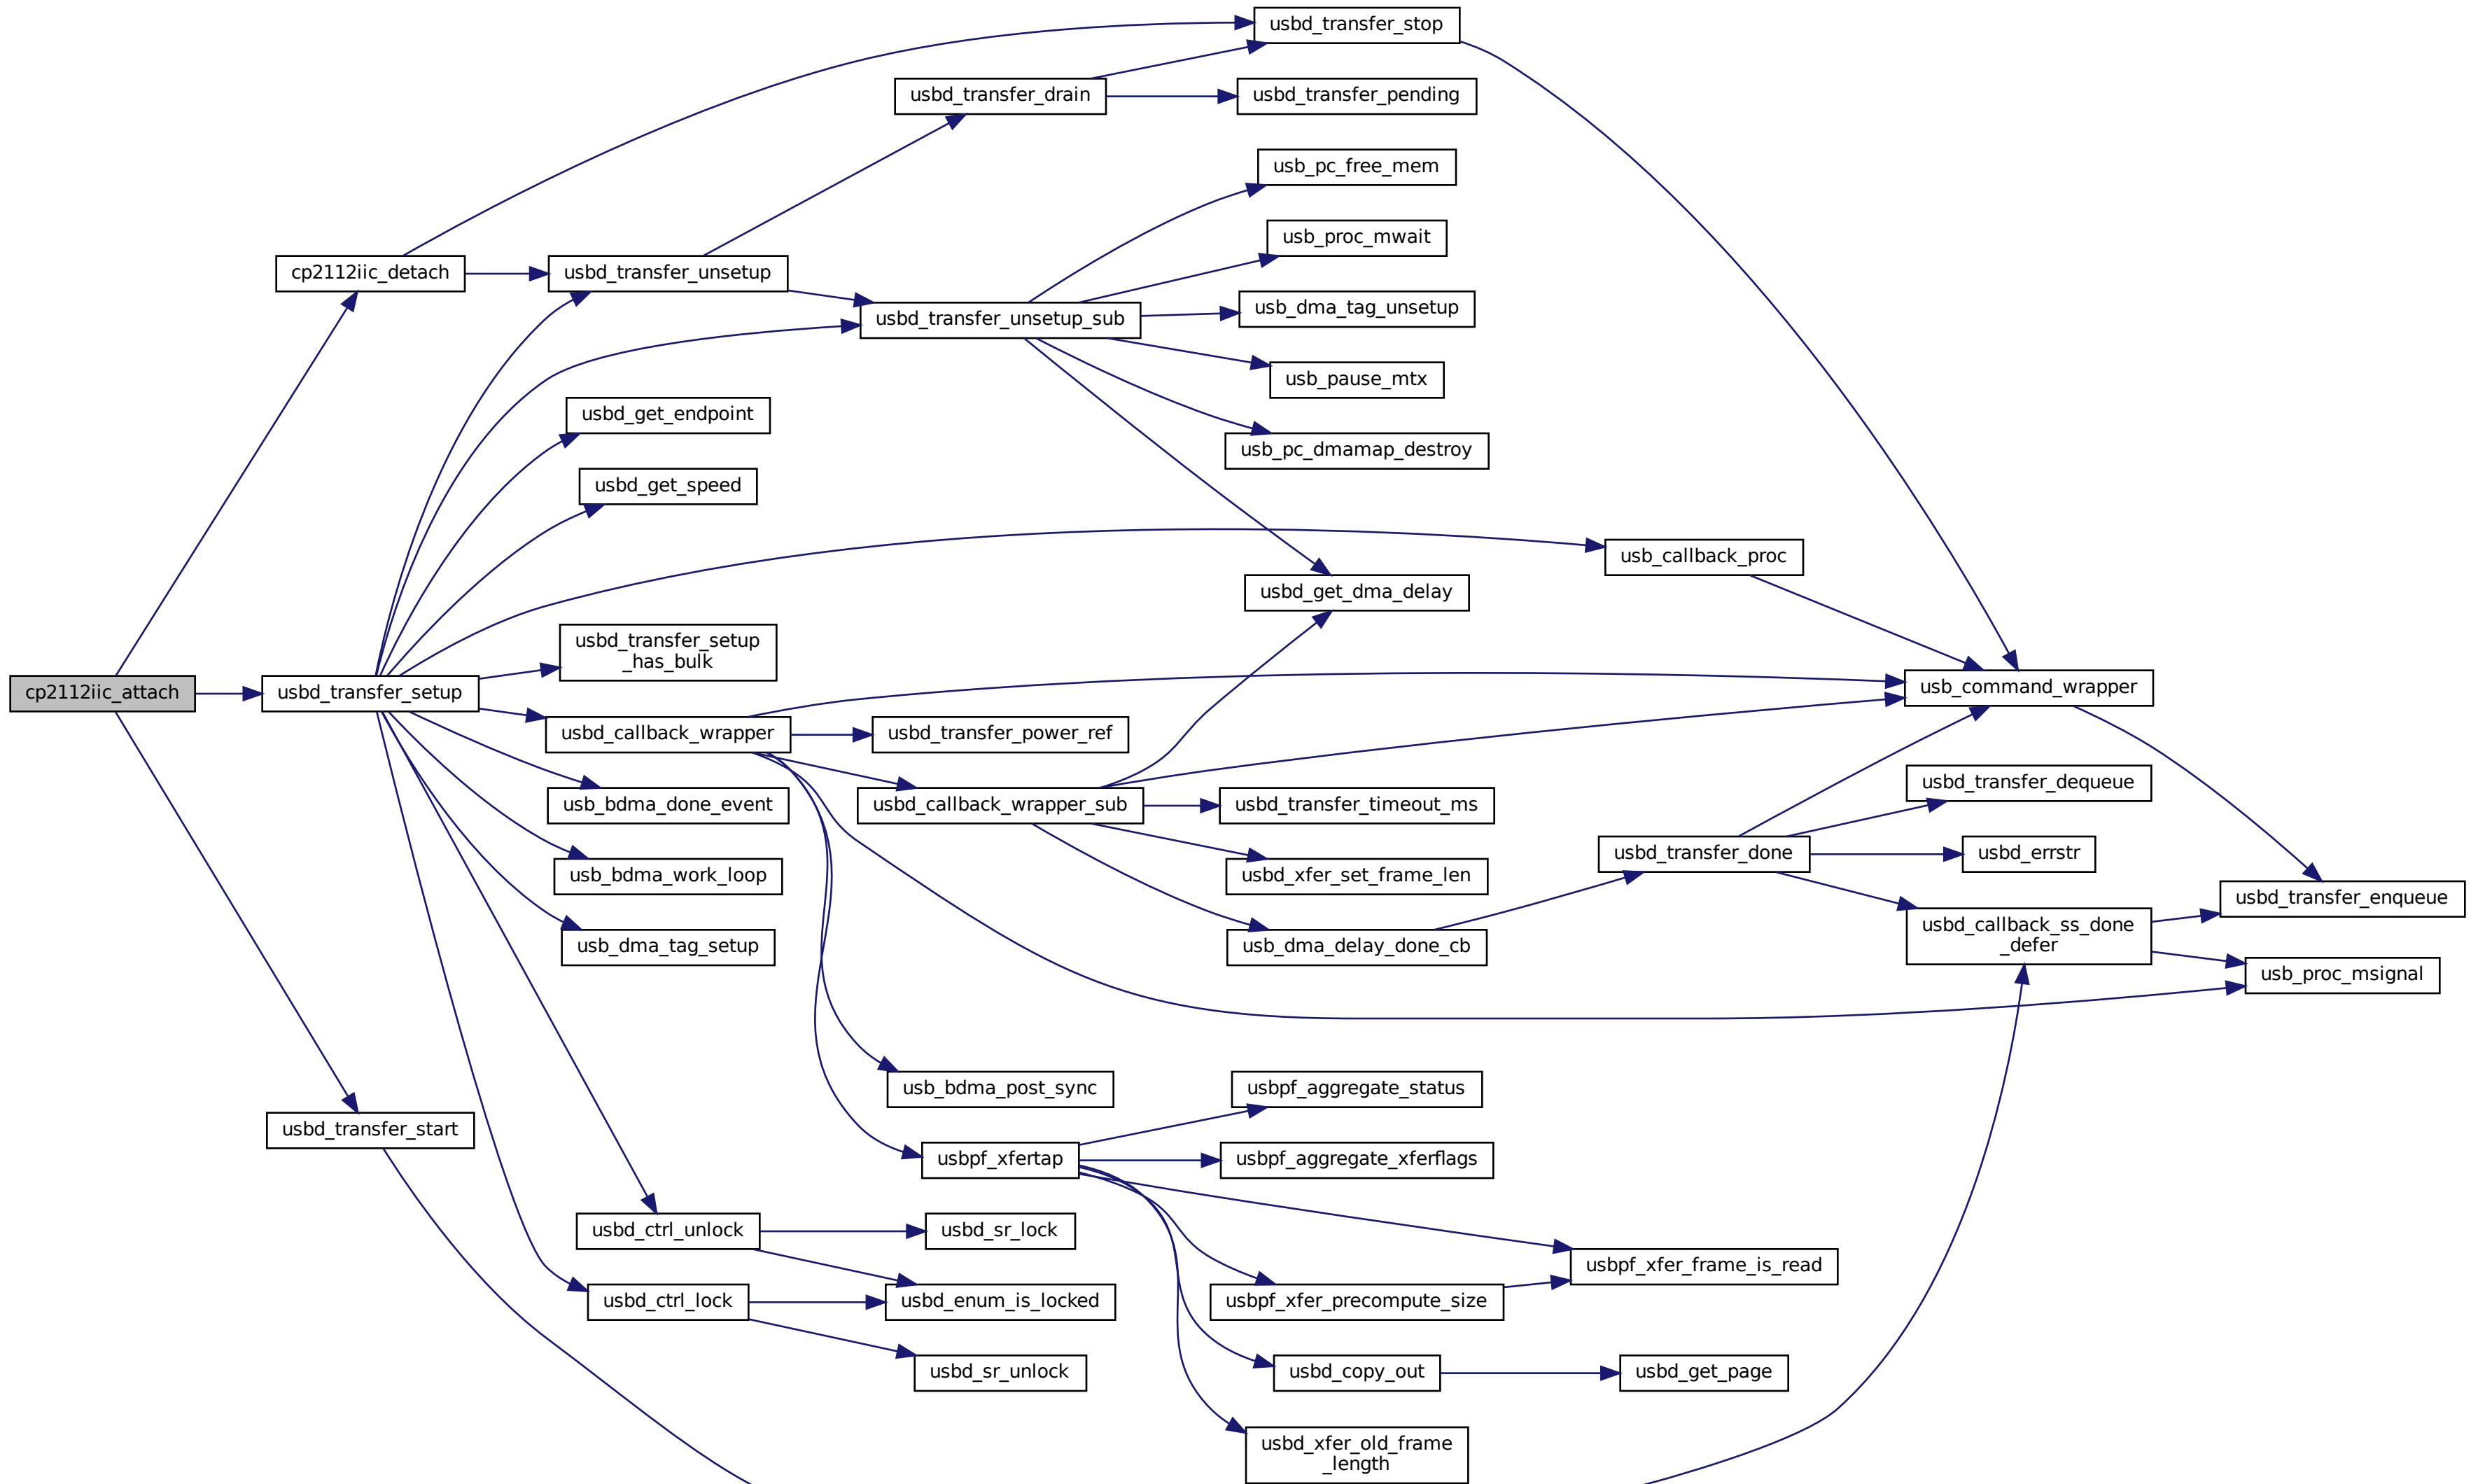 usbd_transfer_stop
usbd_transfer_drain
usbd_transfer_pending
usb_pc_free_mem
usb_proc_mwait
cp2112iic_detach
usbd_transfer_unsetup
usb_dma_tag_unsetup
usbd_transfer_unsetup_sub
usb_pause_mtx
usbd_get_endpoint
usb_pc_dmamap_destroy
usbd_get_speed
usb_callback_proc
usbd_get_dma_delay
usbd_transfer_setup
_has_bulk
cp2112iic_attach
usbd_transfer_setup
usb_command_wrapper
usbd_callback_wrapper
usbd_transfer_power_ref
usbd_transfer_dequeue
usb_bdma_done_event
usbd_callback_wrapper_sub
usbd_transfer_timeout_ms
usbd_transfer_done
usbd_errstr
usb_bdma_work_loop
usbd_xfer_set_frame_len
usbd_transfer_enqueue
usbd_callback_ss_done
_defer
usb_dma_tag_setup
usb_dma_delay_done_cb
usb_proc_msignal
usb_bdma_post_sync
usbpf_aggregate_status
usbd_transfer_start
usbpf_xfertap
usbpf_aggregate_xferflags
usbd_ctrl_unlock
usbd_sr_lock
usbpf_xfer_frame_is_read
usbd_ctrl_lock
usbd_enum_is_locked
usbpf_xfer_precompute_size
usbd_sr_unlock
usbd_copy_out
usbd_get_page
usbd_xfer_old_frame
_length